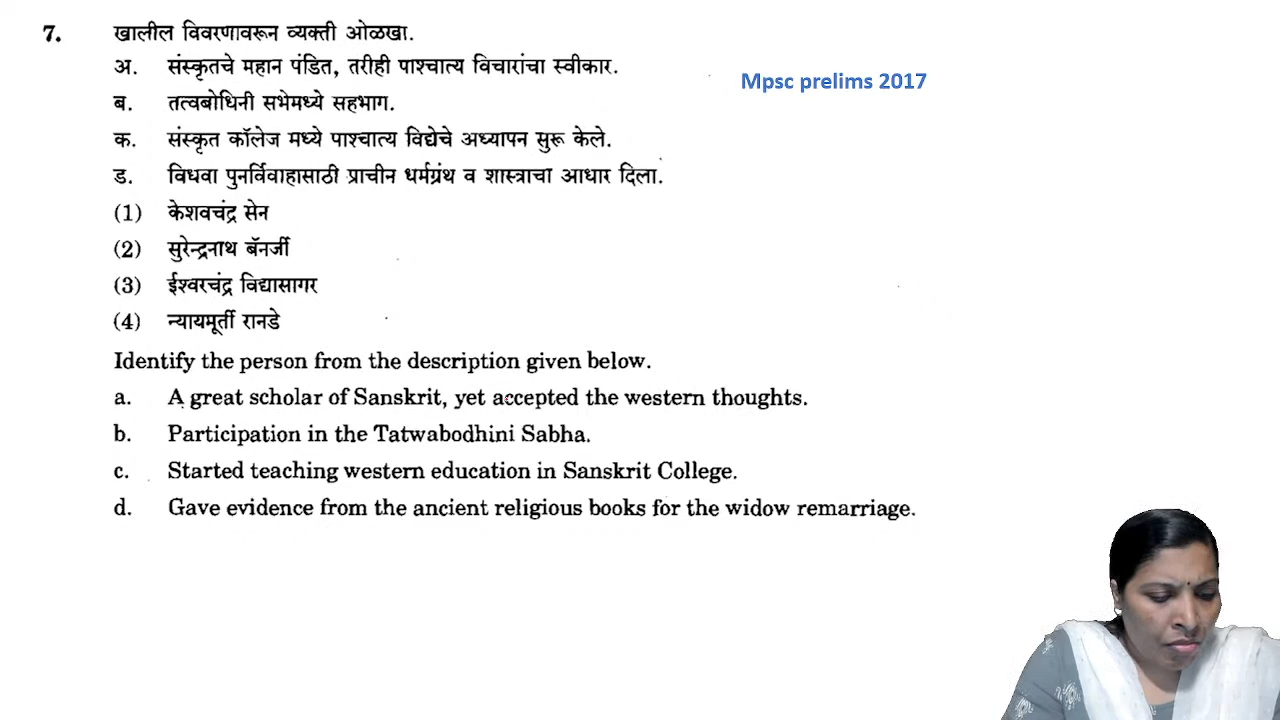 7. खालील विवरणावरून व्यक्ती ओळखा.
अ. संस्कृतचे महान पंडित, तरीही पाश्चात्य विचारांचा स्वीकार.
Mpsc prelims 2017
ब. तत्वबोधिनी सभेमध्ये सहभाग.
क. संस्कृत कॉलेज मध्ये पाश्चात्य विद्येचे अध्यापन सुरू केले.
ड. विधवा पुनर्विवाहासाठी प्राचीन धर्मग्रंथ व शास्त्राचा आधार दिला.
(1) केशवचंद्र सेन
(2) सुरेन्द्रनाथ बॅनर्जी
(3) ईश्वरचंद्र विद्यासागर
(4) न्यायमूर्ती रानडे
Identify the person from the description given below.
a. A great scholar of Sanskrit, yet accepted the western thoughts.
b. Participation in the Tatwabodhini Sabha.
c. Started teaching western education in Sanskrit College.
d. Gave evidence from the ancient religious books for the widow remarriage.